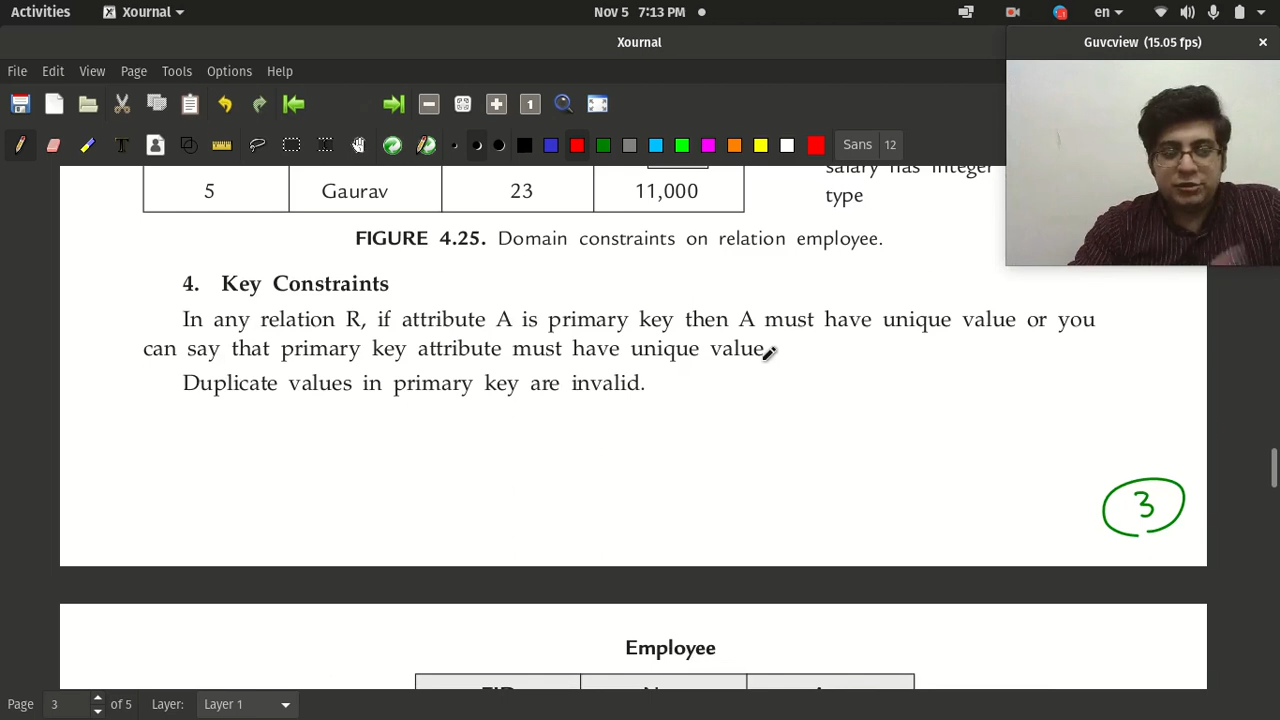 Activities Xournal Nov 5 7:13 PM en
Xournal
Guvcview (15.05 fps)
File Edit View Page Tools Options Help
1
T Sans 12
salary has integer
5 Gaurav 23 11,000
type
FIGURE 4.25. Domain constraints on relation employee.
4. Key Constraints
In any relation R, if attribute A is primary key then A must have unique value or you
can say that primary key attribute must have unique value
Duplicate values in primary key are invalid.
3
Employee
Page 3 of 5 Layer: Layer 1